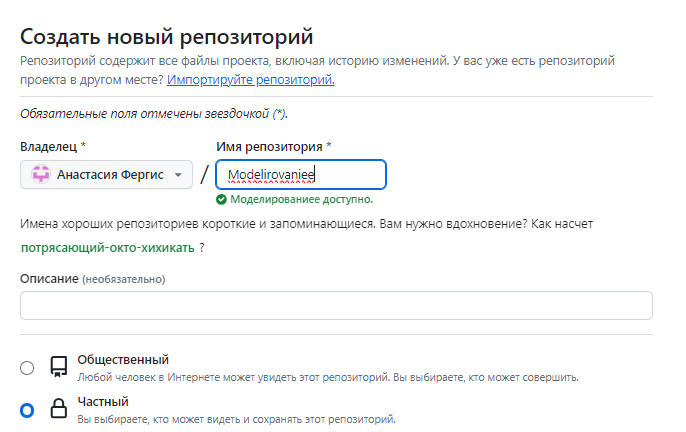 Создать новый репозиторий
Репозиторий содержит все файлы проекта, включая историю изменений. У вас уже есть репозиторий
проекта в другом месте? Импортируйте репозиторий.
Обязательные поля отмечены звездочкой (*).
Владелец *
Имя репозитория *
Анастасия Фергис
/
Modelirovaniee
Моделированиее доступно.
Имена хороших репозиториев короткие и запоминающиеся. Вам нужно вдохновение? Как насчет
потрясающий-окто-хихикать ?
Описание (необязательно)
Общественный
Любой человек в Интернете может увидеть этот репозиторий. Вы выбираете, кто может совершить.
Частный
Вы выбираете, кто может видеть и сохранять этот репозиторий.